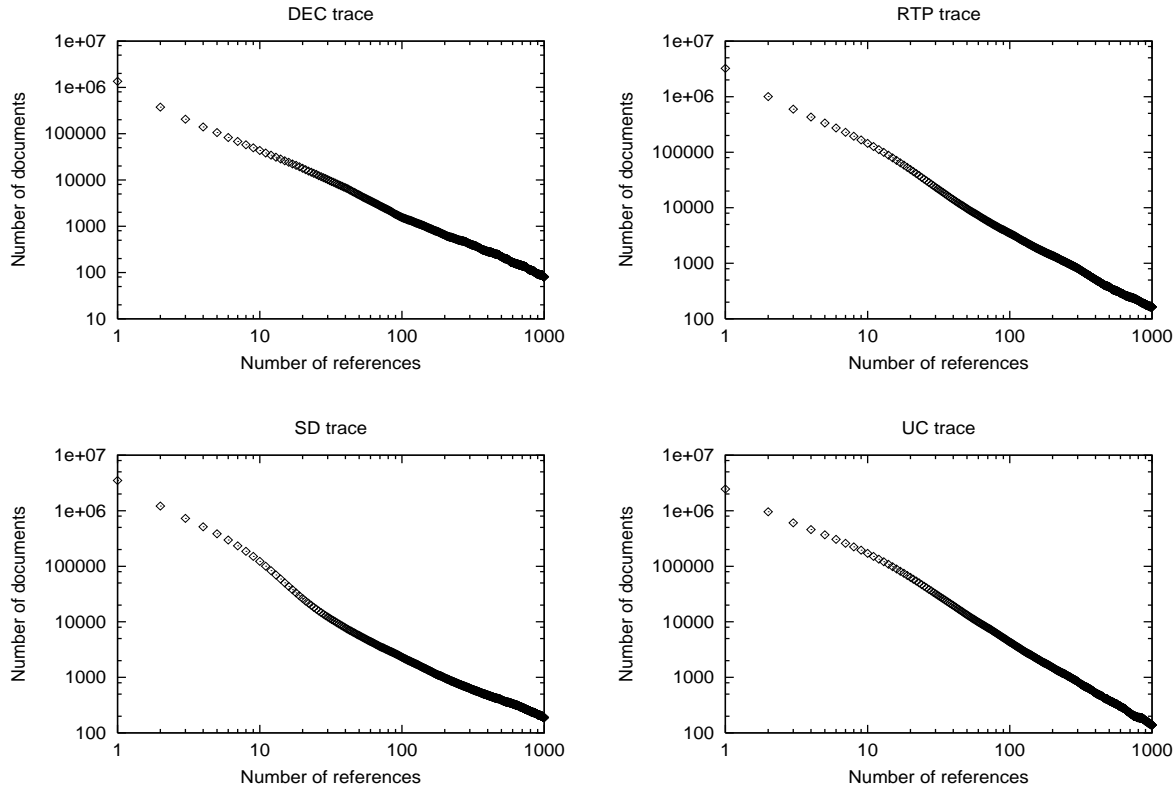 DEC trace
1e+07
1e+06
100000
10000
1000
100
10
1 10 100 1000
Number of references
Number of documents
RTP trace
1e+07
1e+06
100000
10000
1000
100
1 10 100 1000
Number of references
Number of documents
SD trace
1e+07
1e+06
100000
10000
1000
100
1 10 100 1000
Number of references
Number of documents
UC trace
1e+07
1e+06
100000
10000
1000
100
1 10 100 1000
Number of references
Number of documents